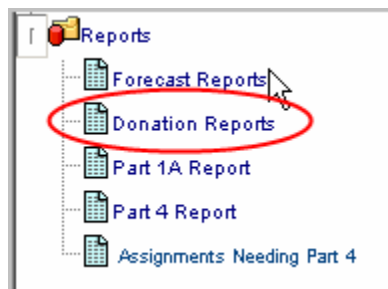 Reports
Forecast Reports
Donation Reports
Part 1A Report
Part 4 Report
Assignments Needing Part 4